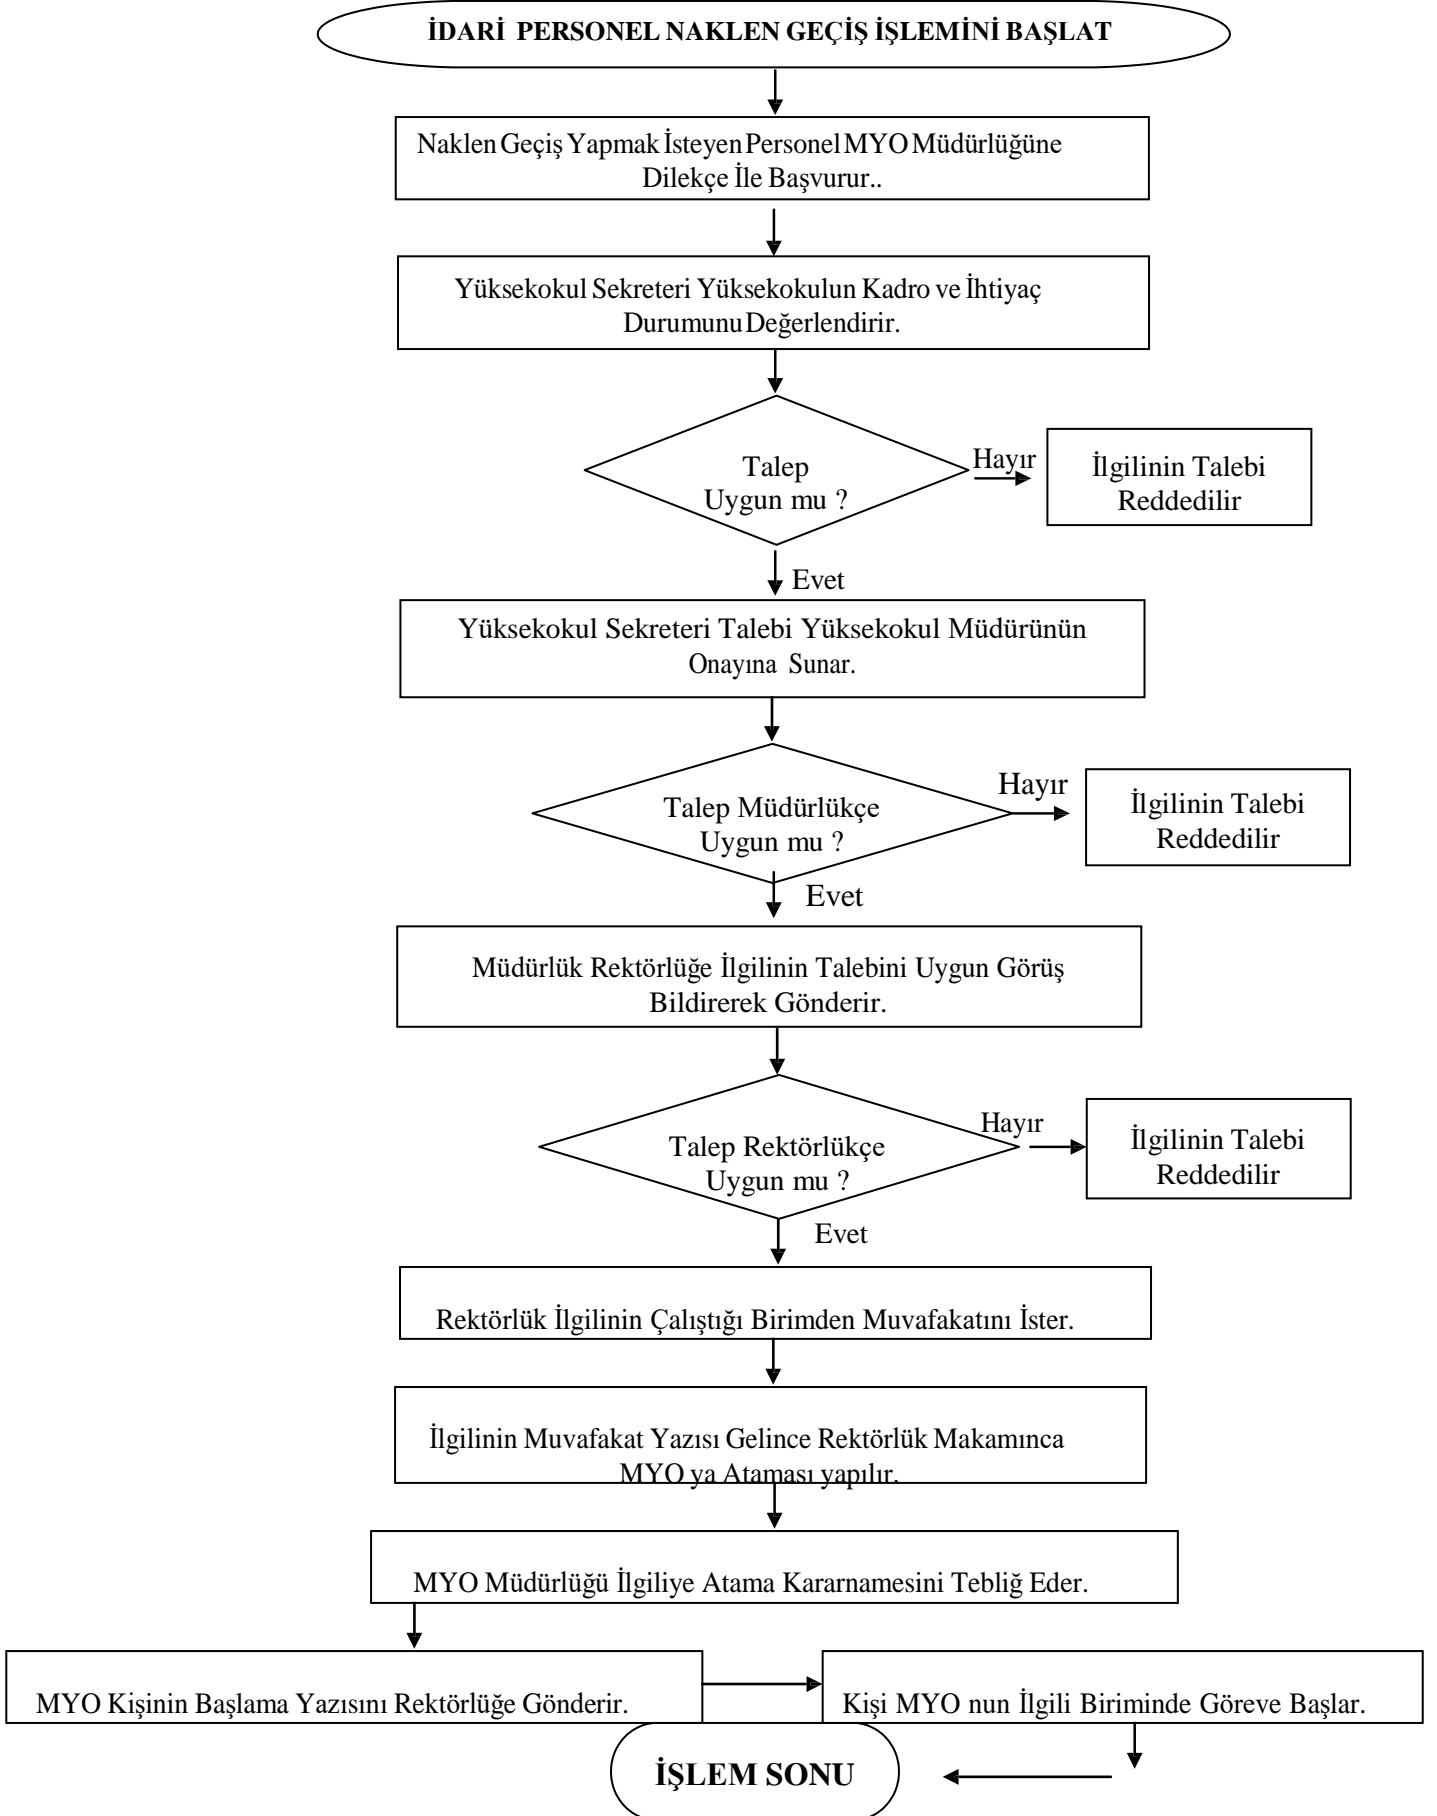 İDARİ PERSONEL NAKLEN GEÇİŞ İŞLEMİNİ BAŞLAT
Naklen Geçiş Yapmak İsteyen Personel MYO Müdürlüğüne
Dilekçe İle Başvurur..
Yüksekokul Sekreteri Yüksekokulun Kadro ve İhtiyaç
Durumunu Değerlendirir.
Talep
Uygun mu ?
Hayır
İlgilinin Talebi
Reddedilir
Evet
Yüksekokul Sekreteri Talebi Yüksekokul Müdürünün
Onayına Sunar.
Talep Müdürlükçe
Uygun mu ?
Hayır
İlgilinin Talebi
Reddedilir
Evet
Müdürlük Rektörlüğe İlgilinin Talebini Uygun Görüş
Bildirerek Gönderir.
Talep Rektörlükçe
Uygun mu ?
Hayır
İlgilinin Talebi
Reddedilir
Evet
Rektörlük İlgilinin Çalıştığı Birimden Muvafakatını İster.
İlgilinin Muvafakat Yazısı Gelince Rektörlük Makamınca
MYO ya Ataması yapılır.
MYO Müdürlüğü İlgiliye Atama Kararnamesini Tebliğ Eder.
MYO Kişinin Başlama Yazısını Rektörlüğe Gönderir.
Kişi MYO nun İlgili Biriminde Göreve Başlar.
İŞLEM SONU